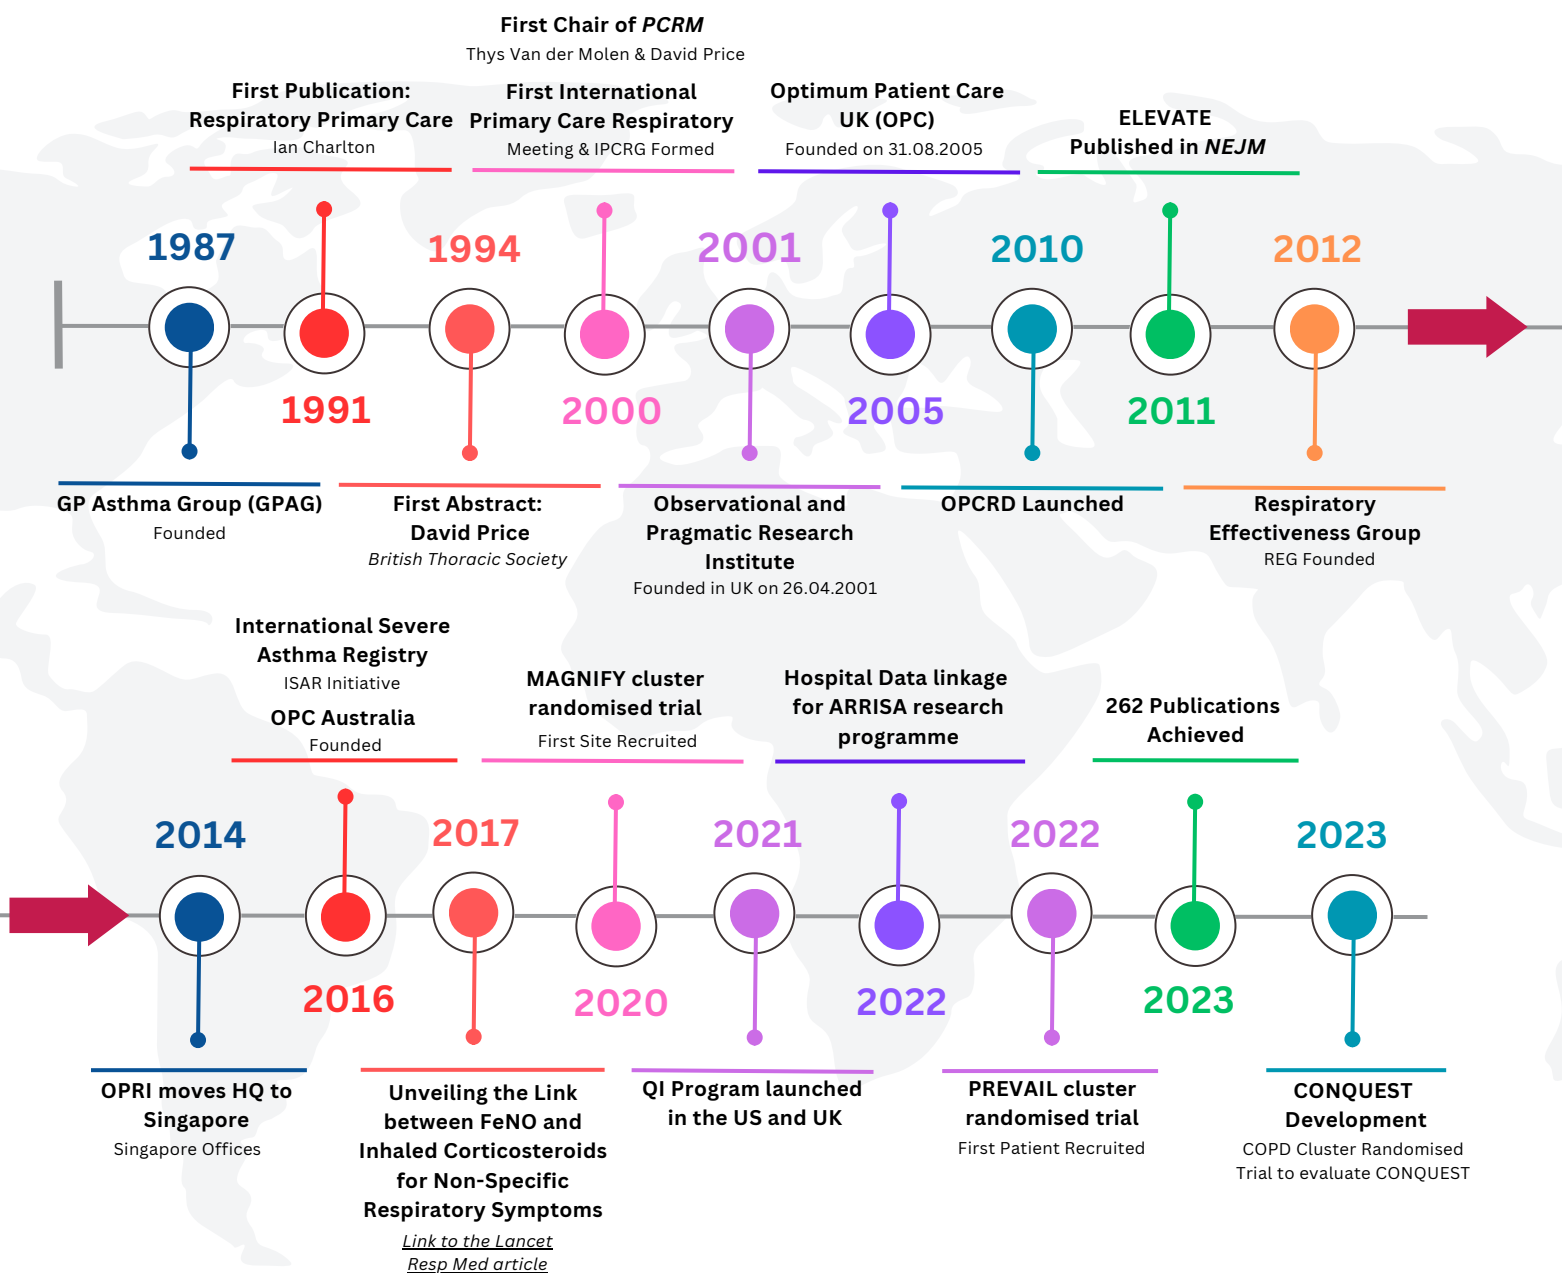 First Chair of PCRM
Thys Van der Molen & David Price
First Publication:
Respiratory Primary Care
Ian Charlton
First International
Primary Care Respiratory
Meeting & IPCRG Formed
Optimum Patient Care
UK (OPC)
Founded on 31.08.2005
ELEVATE
Published in NEJM
1987
1991
1994
2000
2001
2005
2010
2011
2012
GP Asthma Group (GPAG)
Founded
First Abstract:
David Price
British Thoracic Society
Observational and
Pragmatic Research
Institute
Founded in UK on 26.04.2001
OPCRD Launched
Respiratory
Effectiveness Group
REG Founded
International Severe
Asthma Registry
ISAR Initiative
OPC Australia
Founded
MAGNIFY cluster
randomised trial
First Site Recruited
Hospital Data linkage
for ARRISA research
programme
262 Publications
Achieved
2014
2016
2017
2020
2021
2022
2022
2023
2023
OPRI moves HQ to
Singapore
Singapore Offices
Unveiling the Link
between FeNO and
Inhaled Corticosteroids
for Non-Specific
Respiratory Symptoms
Link to the Lancet
Resp Med article
QI Program launched
in the US and UK
PREVAIL cluster
randomised trial
First Patient Recruited
CONQUEST
Development
COPD Cluster Randomised
Trial to evaluate CONQUEST